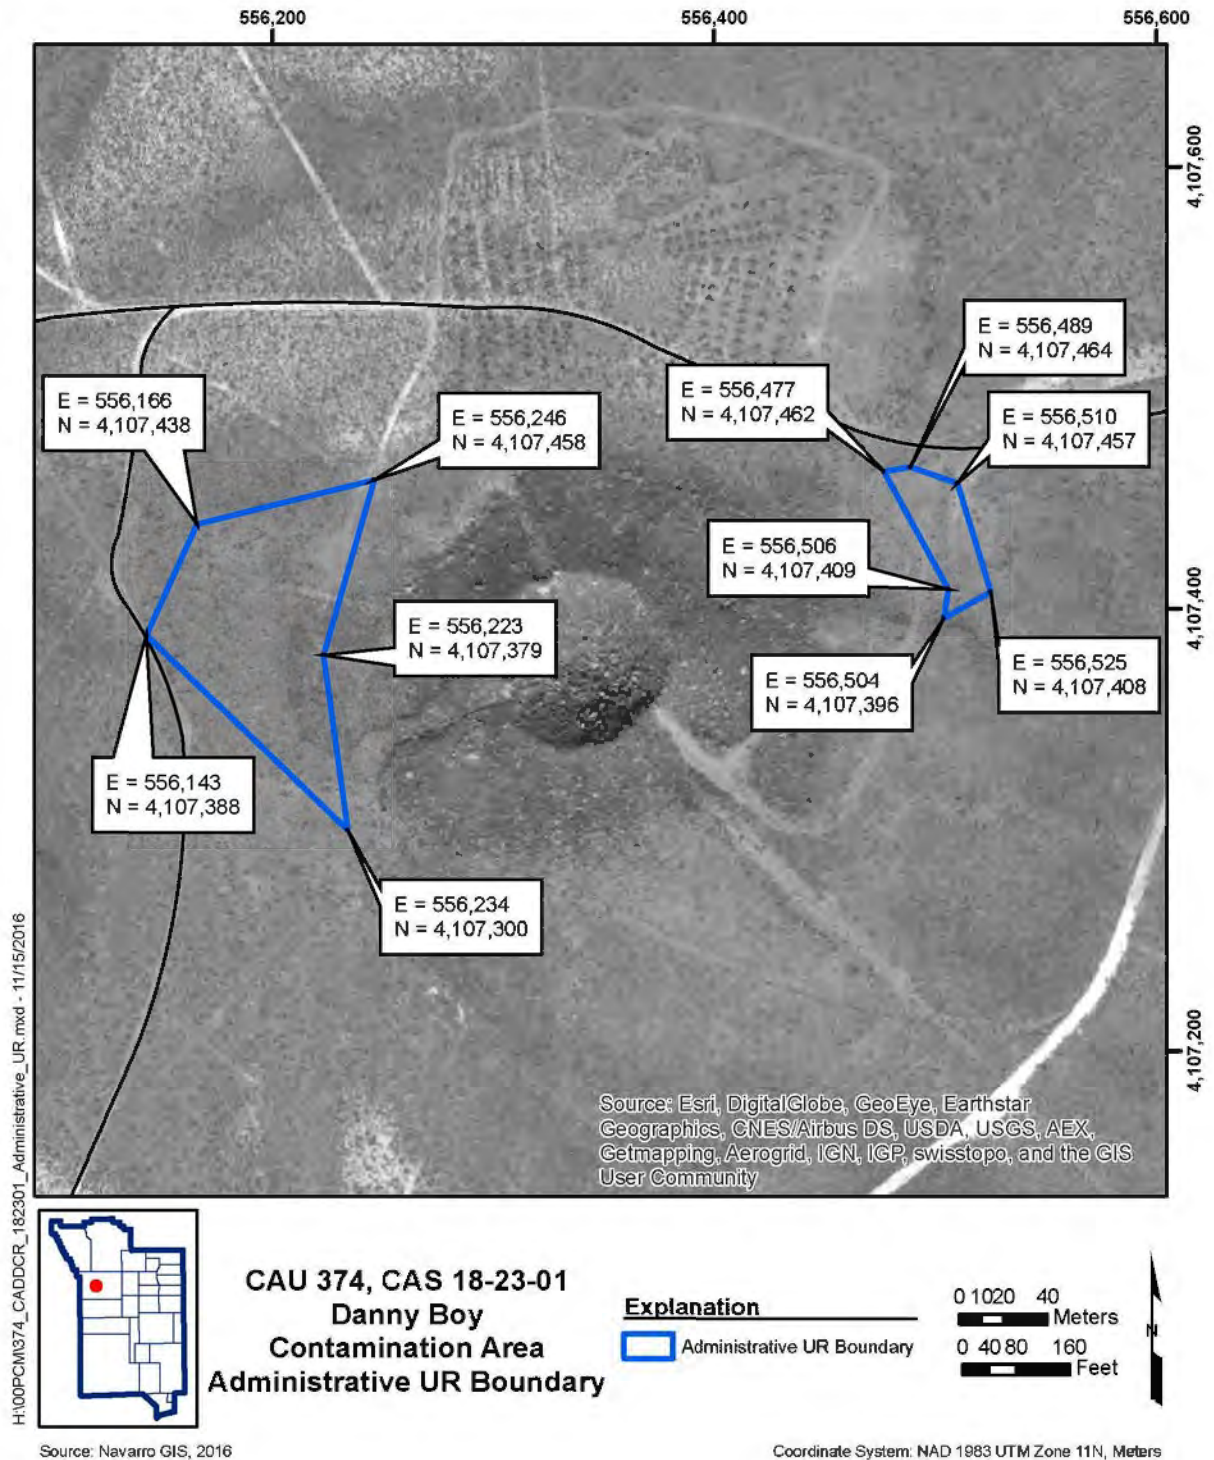 556,200
556,400
556,600
4,107,600
4,107,400
4,107,200
E = 556,489
N = 4,107,464
E = 556,166
N = 4,107,438
E = 556,246
N = 4,107,458
E = 556,477
N = 4,107,462
E = 556,510
N = 4,107,457
E = 556,506
N = 4,107,409
E = 556,223
N = 4,107,379
E = 556,504
N = 4,107,396
E = 556,525
N = 4,107,408
E = 556,143
N = 4,107,388
E = 556,234
N = 4,107,300
Source: Esri, DigitalGlobe, GeoEye, Earthstar
Geographics, CNES/Airbus DS, USDA, USGS, AEX,
Getmapping, Aerogrid, IGN, IGP, swisstopo, and the GIS
User Community
H:\00PCM\374_CADDCR_182301_Administrative_UR.mxd - 11/15/2016
CAU 374, CAS 18-23-01
Danny Boy
Contamination Area
Administrative UR Boundary
Explanation
Administrative UR Boundary
0 1020 40
Meters
0 40 80 160
Feet
N
Source: Navarro GIS, 2016
Coordinate System: NAD 1983 UTM Zone 11N, Meters